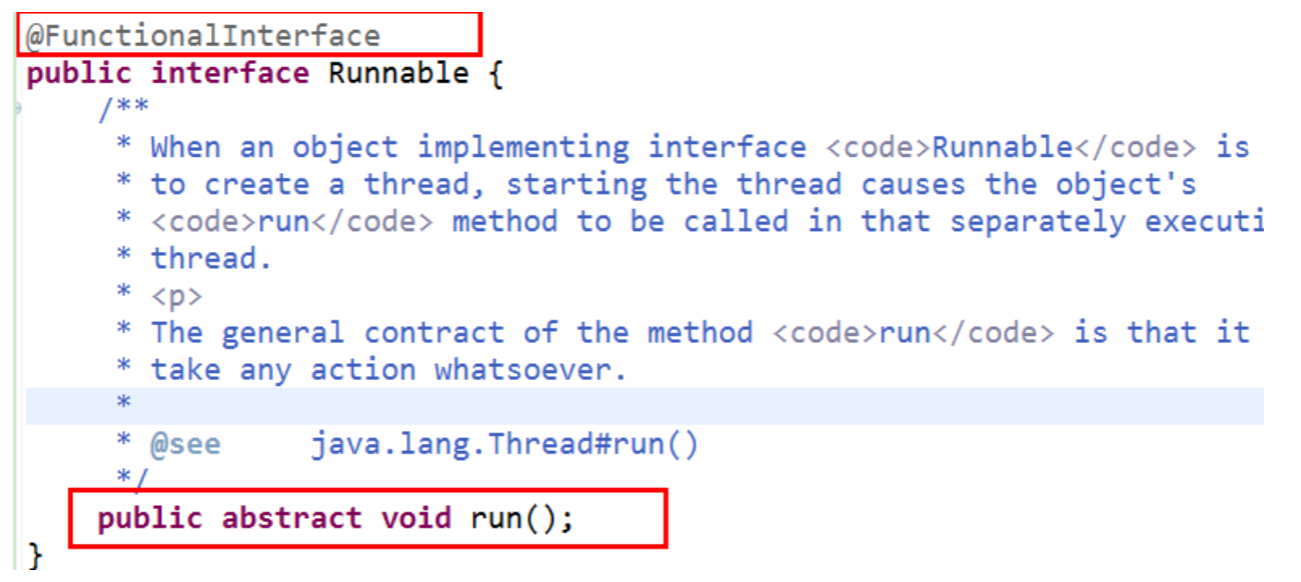 @FunctionalInterface
public interface Runnable {
/**
* When an object implementing interface <code>Runnable</code> is
* to create a thread, starting the thread causes the object's
* <code>run</code> method to be called in that separately executi
* thread.
* <p>
* The general contract of the method <code>run</code> is that it
* take any action whatsoever.
*
* @see     java.lang.Thread#run()
*/
public abstract void run();
}